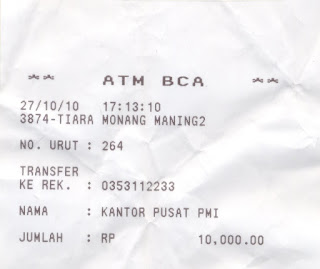 ** ATM BCA **
27/10/10 17:13:10
3874-TIARA MONANG MANING2
NO. URUT : 264
TRANSFER
KE REK. : 0353112233
NAMA : KANTOR PUSAT PMI
JUMLAH : RP 10,000.00